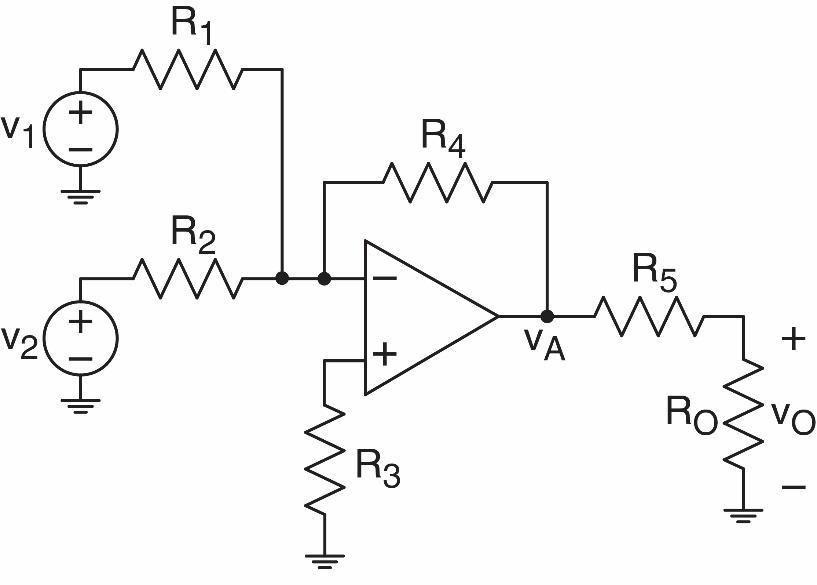 R1
v1
+
−
R4
R2
v2
+
−
−
+
R5
vA
+
RO
vO
−
R3